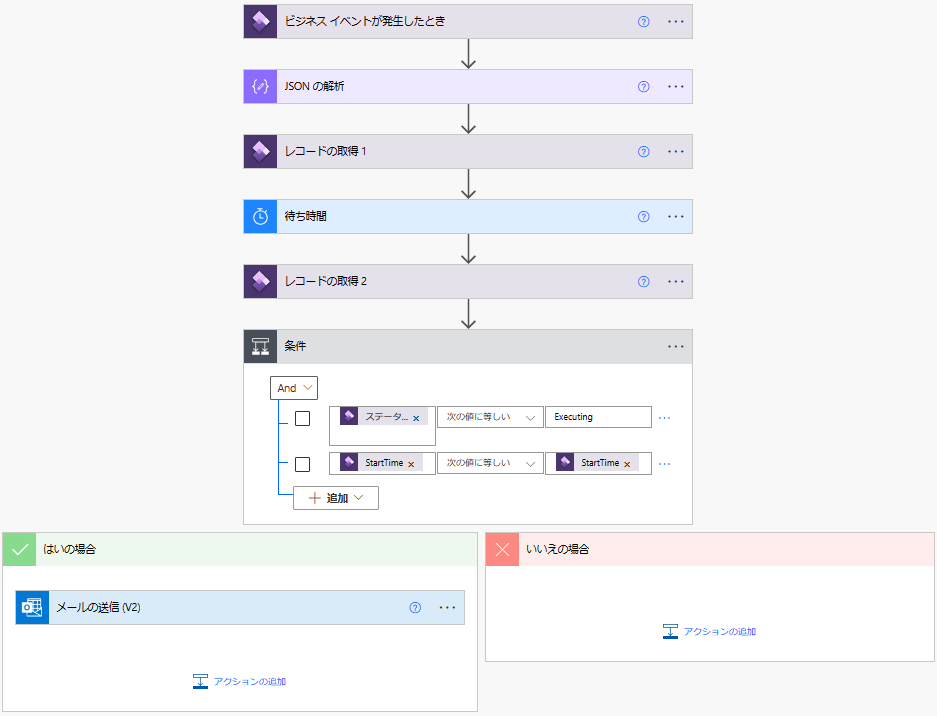 ビジネス イベントが発生したとき
JSON の解析
レコードの取得 1
待ち時間
レコードの取得 2
条件
And
ステータ... × 次の値に等しい Executing
StartTime × 次の値に等しい StartTime ×
追加
はいの場合
いいえの場合
メールの送信 (V2)
アクションの追加
アクションの追加